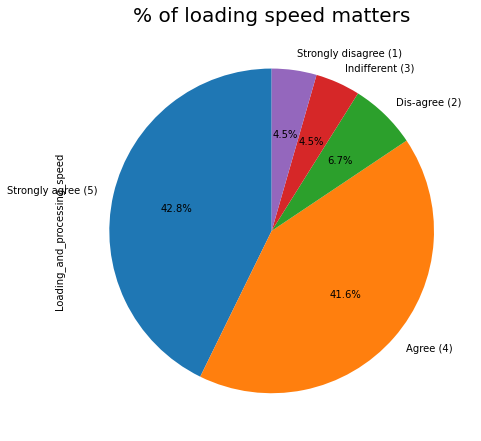 % of loading speed matters
Strongly disagree (1)
Indifferent (3)
Dis-agree (2)
4.5%
4.5%
6.7%
Strongly agree (5)
42.8%
Loading_and_processing_speed
41.6%
Agree (4)